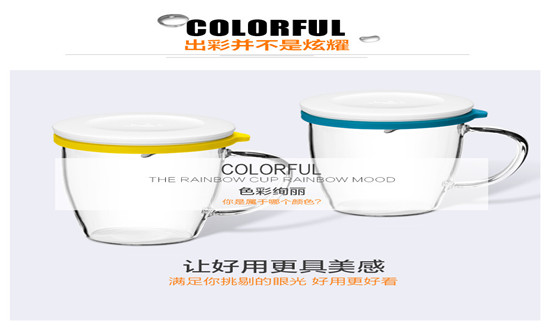 COLORFUL
出彩并不是炫耀
COLORFUL
THE RAINBOW CUP RAINBOW MOOD
色彩绚丽
你是属于哪个颜色?
让好用更具美感
满足你挑剔的眼光 好用更好看